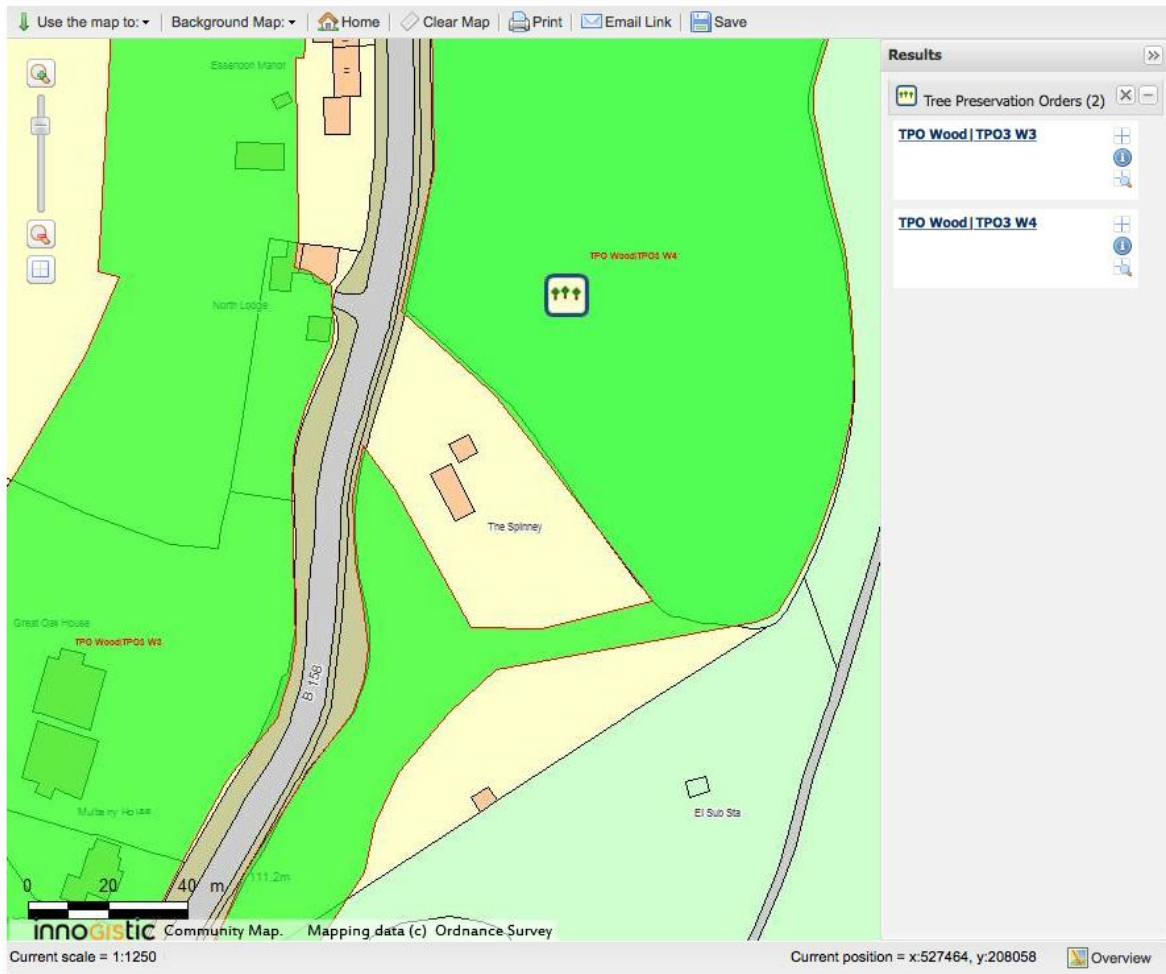 Use the map to: Background Map: Home Clear Map Print Email Link Save
Essendon Manor
TPO Wood|TPO3 W4
North Lodge
The Spinney
Great Oak House
TPO Wood|TPO3 W3
B 158
Mulberry House
El Sub Sta
111.2m
0 20 40 m
innogistic Community Map. Mapping data (c) Ordnance Survey
Results
Tree Preservation Orders (2)
TPO Wood|TPO3 W3
TPO Wood|TPO3 W4
Current scale = 1:1250 Current position = x:527464, y:208058 Overview